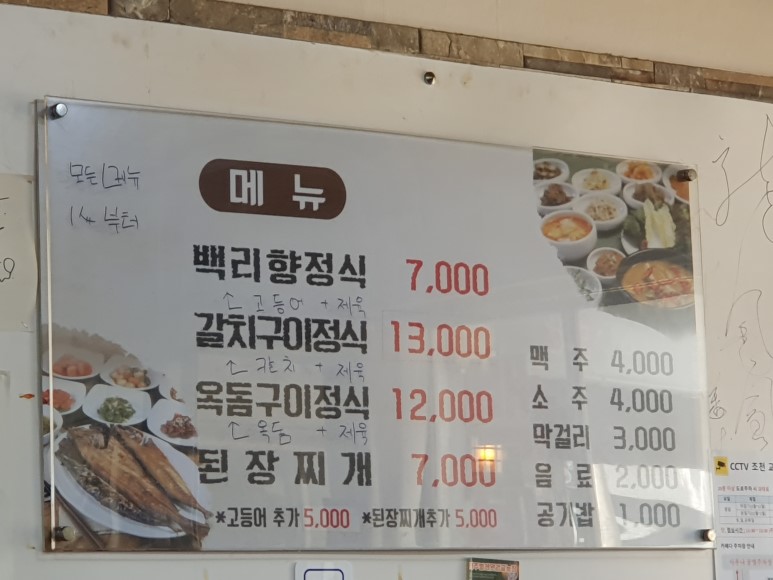 모든 메뉴
1人 부터
메 뉴
백리향정식 7,000
↑ 고등어 + 제육
갈치구이정식 13,000
↑ 갈치 + 제육
옥돔구이정식 12,000
↑ 옥돔 + 제육
된장찌개 7,000
*고등어 추가 5,000 *된장찌개추가 5,000
맥 주 4,000
소 주 4,000
막걸리 3,000
음 료 2,000
공기밥 1,000
CCTV